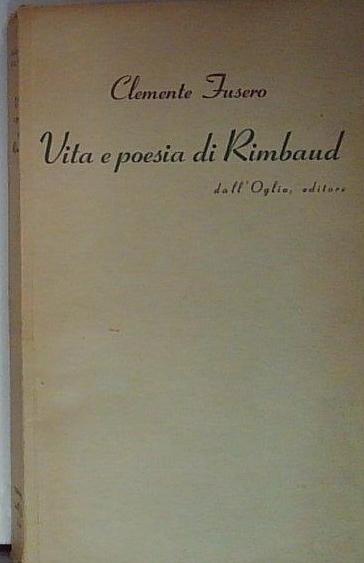 Clemente Fusero
Vita e poesia di Rimbaud
dall'Oglio, editore